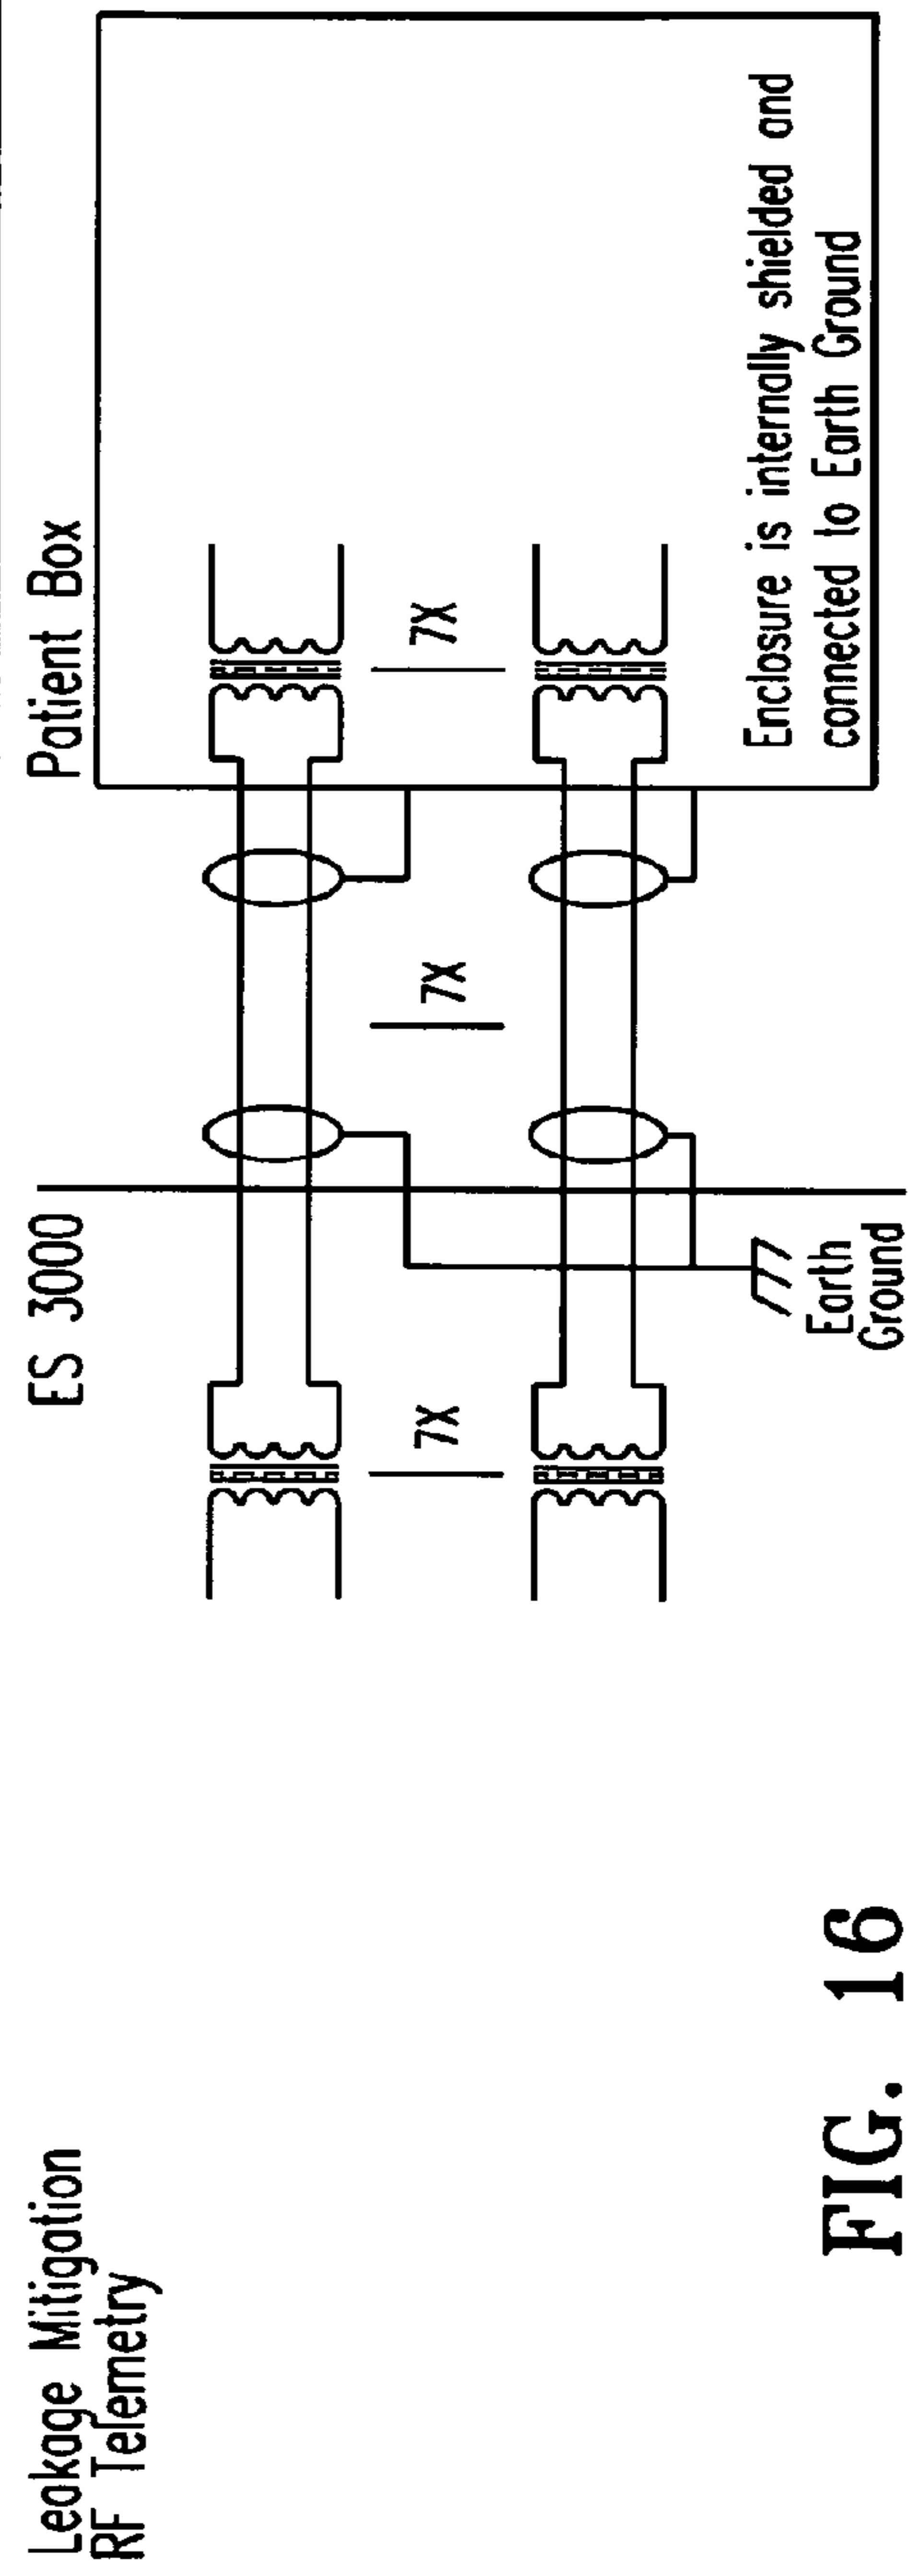 Leakage Mitigation
RF Telemetry
ES 3000
Patient Box
7X
7X
7X
Earth
Ground
Enclosure is internally shielded and
connected to Earth Ground
FIG. 16